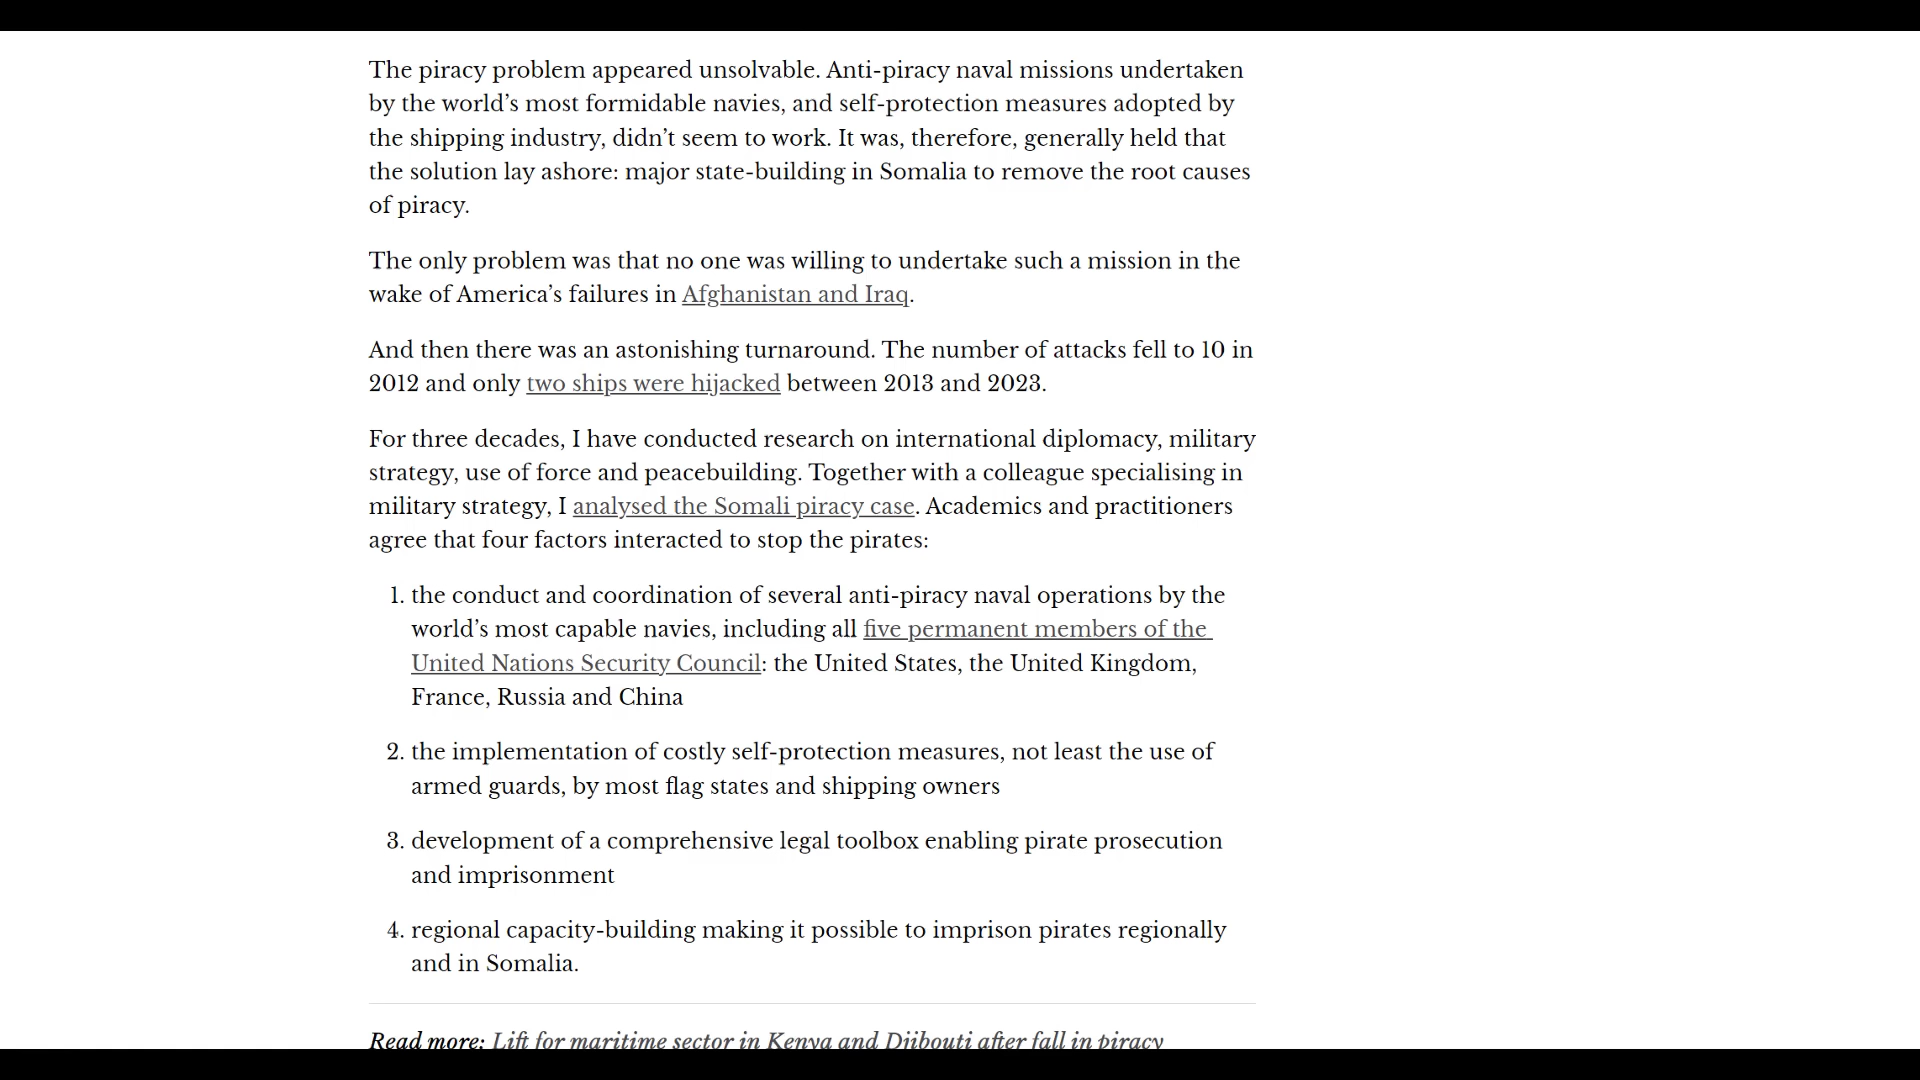 The piracy problem appeared unsolvable. Anti-piracy naval missions undertaken
by the world’s most formidable navies, and self-protection measures adopted by
the shipping industry, didn’t seem to work. It was, therefore, generally held that
the solution lay ashore: major state-building in Somalia to remove the root causes
of piracy.
The only problem was that no one was willing to undertake such a mission in the
wake of America’s failures in Afghanistan and Iraq.
And then there was an astonishing turnaround. The number of attacks fell to 10 in
2012 and only two ships were hijacked between 2013 and 2023.
For three decades, I have conducted research on international diplomacy, military
strategy, use of force and peacebuilding. Together with a colleague specialising in
military strategy, I analysed the Somali piracy case. Academics and practitioners
agree that four factors interacted to stop the pirates:
1. the conduct and coordination of several anti-piracy naval operations by the
world’s most capable navies, including all five permanent members of the
United Nations Security Council: the United States, the United Kingdom,
France, Russia and China
2. the implementation of costly self-protection measures, not least the use of
armed guards, by most flag states and shipping owners
3. development of a comprehensive legal toolbox enabling pirate prosecution
and imprisonment
4. regional capacity-building making it possible to imprison pirates regionally
and in Somalia.
Read more: Lift for maritime sector in Kenya and Djibouti after fall in piracy